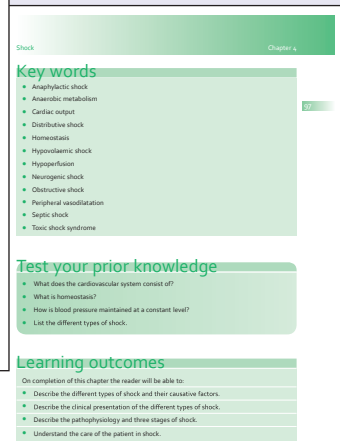 Shock Chapter 4
97
Key words
• Anaphylactic shock
• Anaerobic metabolism
• Cardiac output
• Distributive shock
• Homeostasis
• Hypovolaemic shock
• Hypoperfusion
• Neurogenic shock
• Obstructive shock
• Peripheral vasodilatation
• Septic shock
• Toxic shock syndrome
Test your prior knowledge
• What does the cardiovascular system consist of?
• What is homeostasis?
• How is blood pressure maintained at a constant level?
• List the different types of shock.
Learning outcomes
On completion of this chapter the reader will be able to:
• Describe the different types of shock and their causative factors.
• Describe the clinical presentation of the different types of shock.
• Describe the pathophysiology and three stages of shock.
• Understand the care of the patient in shock.